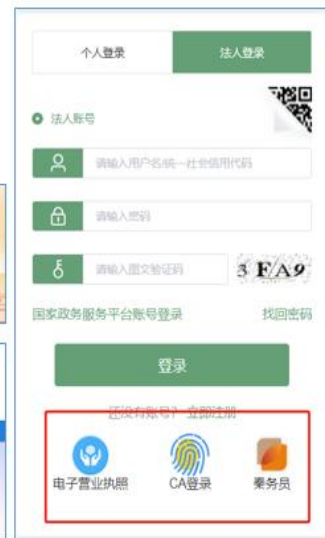 个人登录 法人登录
法人账号
请输入用户名/统一社会信用代码
请输入密码
请输入图文验证码 3 FA9
国家政务服务平台账号登录 找回密码
登录
还没有账号？ 立即注册
电子营业执照 CA登录 秦务员